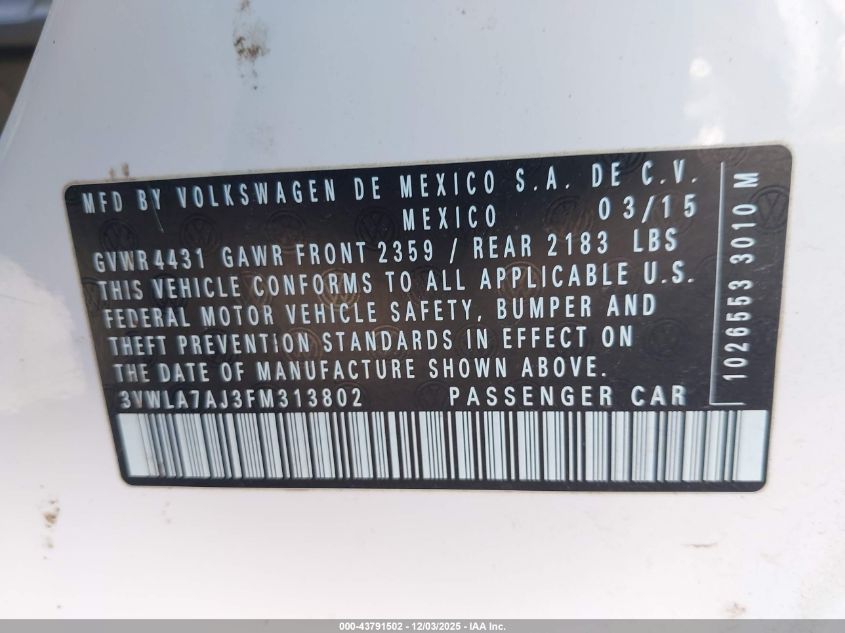 MFD BY VOLKSWAGEN DE MEXICO S.A. DE C.V.
MEXICO 03/15
GVWR4431 GAWR FRONT 2359 / REAR 2183 LBS
THIS VEHICLE CONFORMS TO ALL APPLICABLE U.S.
FEDERAL MOTOR VEHICLE SAFETY, BUMPER AND
THEFT PREVENTION STANDARDS IN EFFECT ON
THE DATE OF MANUFACTURE SHOWN ABOVE.
3VWLA7AJ3FM313802 PASSENGER CAR
1026553 3010 M
000-43791502 - 12/03/2025 - IAA Inc.